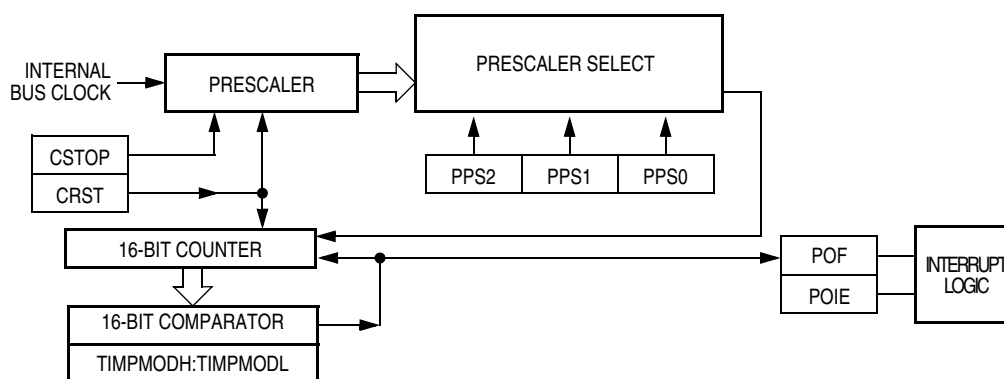 INTERNAL
BUS CLOCK
PRESCALER
PRESCALER SELECT
CSTOP
CRST
PPS2
PPS1
PPS0
16-BIT COUNTER
16-BIT COMPARATOR
TIMPMODH:TIMPMODL
POF
POIE
INTERRUPT
LOGIC